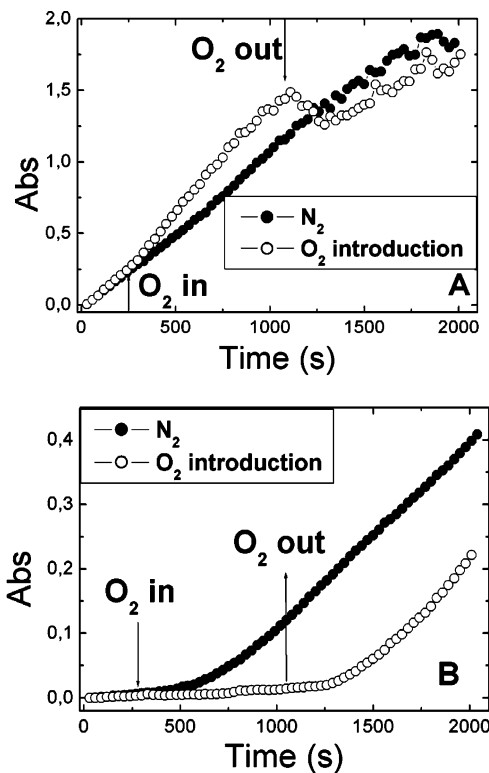 2,0
1,5
1,0
0,5
0,0
Abs
O₂ out
O₂ in
N₂
O₂ introduction
A
0
500
1000
1500
2000
Time (s)
0,4
0,3
0,2
0,1
0,0
Abs
N₂
O₂ introduction
O₂ in
O₂ out
B
0
500
1000
1500
2000
Time (s)